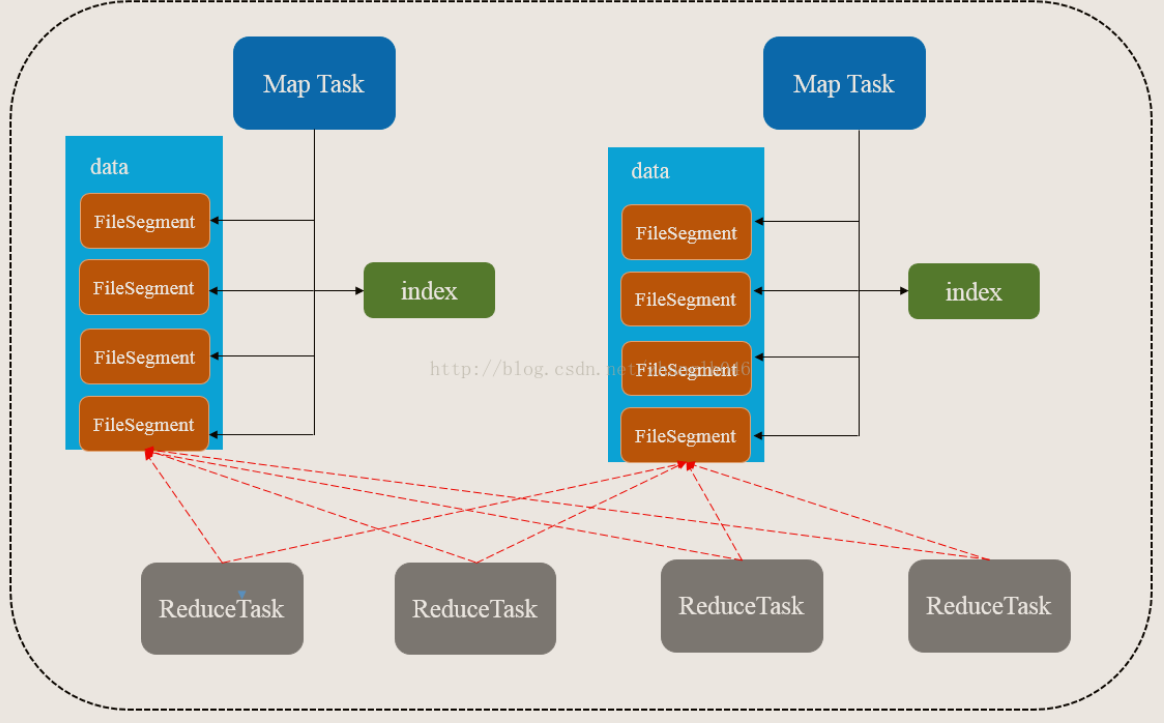 Map Task
Map Task
data
data
FileSegment
FileSegment
FileSegment
FileSegment
index
index
FileSegment
FileSegment
http://blog.csdn.net/
FileSegment
FileSegment
ReduceTask
ReduceTask
ReduceTask
ReduceTask